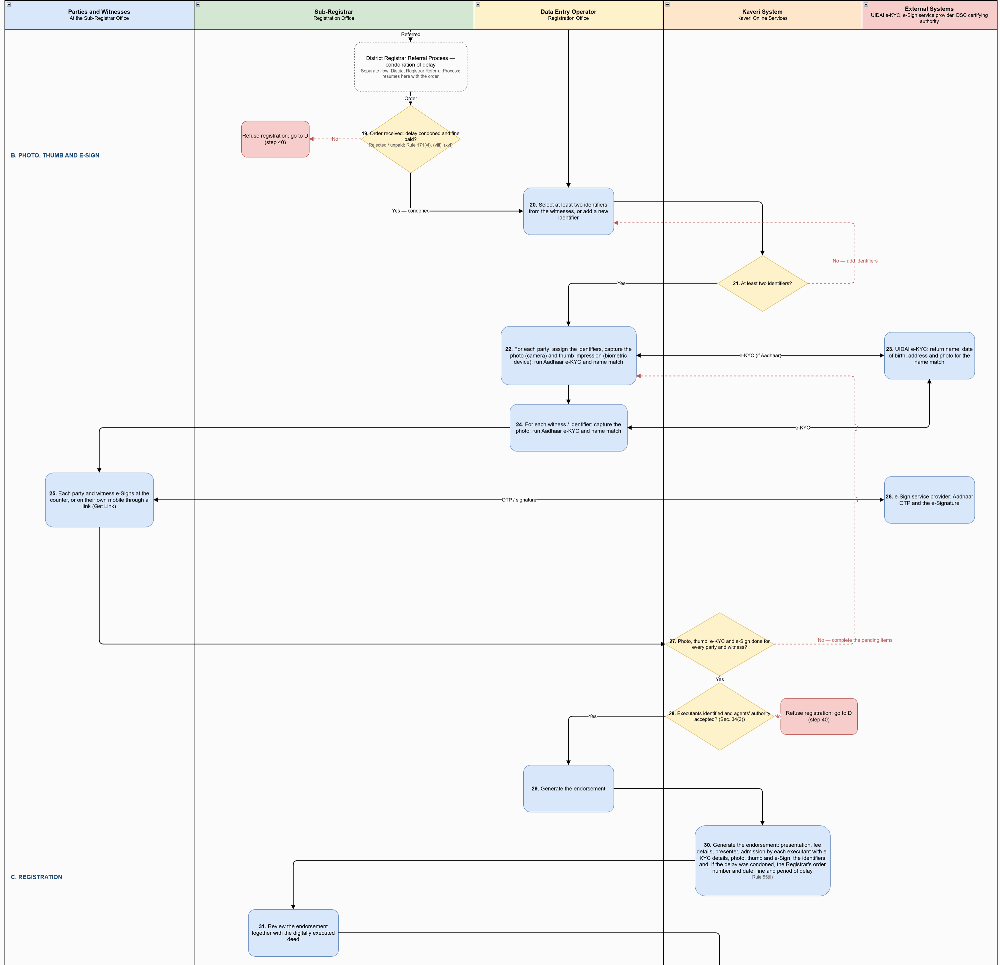 Parties and Witnesses
At the Sub-Registrar Office
Sub-Registrar
Registration Office
Data Entry Operator
Registration Office
Kaveri System
Kaveri Online Services
External Systems
UIDAI e-KYC, e-Sign service provider, DSC certifying
authority
Referred
District Registrar Referral Process —
condonation of delay
Separate flow: District Registrar Referral Process;
resumes here with the order
Order
19. Order received: delay condoned and fine
paid?
Rejected / unpaid: Rule 171(vi), (viii), (xvi)
No
Refuse registration: go to D
(step 40)
B. PHOTO, THUMB AND E-SIGN
Yes — condoned
20. Select at least two identifiers
from the witnesses, or add a new
identifier
No — add identifiers
21. At least two identifiers?
Yes
22. For each party: assign the identifiers, capture the
photo (camera) and thumb impression (biometric
device); run Aadhaar e-KYC and name match
e-KYC (if Aadhaar)
23. UIDAI e-KYC: return name, date
of birth, address and photo for the
name match
24. For each witness / identifier: capture the
photo; run Aadhaar e-KYC and name match
e-KYC
25. Each party and witness e-Signs at the
counter, or on their own mobile through a
link (Get Link)
OTP / signature
26. e-Sign service provider: Aadhaar
OTP and the e-Signature
27. Photo, thumb, e-KYC and e-Sign done for
every party and witness?
No — complete the pending items
Yes
28. Executants identified and agents' authority
accepted? (Sec. 34(3))
No
Refuse registration: go to D
(step 40)
Yes
29. Generate the endorsement
30. Generate the endorsement: presentation, fee
details, presenter, admission by each executant with e-
KYC details, photo, thumb and e-Sign, the identifiers
and, if the delay was condoned, the Registrar's order
number and date, fine and period of delay
Rule 55(ii)
C. REGISTRATION
31. Review the endorsement
together with the digitally executed
deed